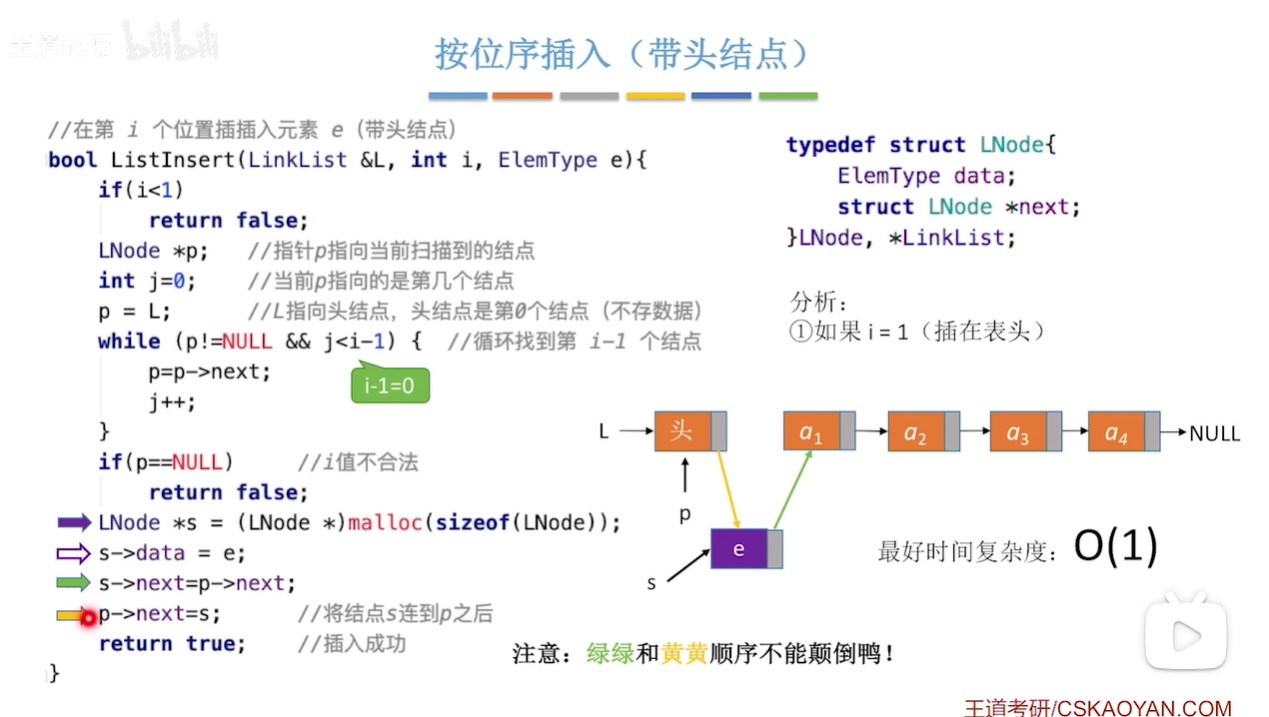 王道论坛 bilibili
按位序插入（带头结点）
//在第 i 个位置插插入元素 e（带头结点）
bool ListInsert(LinkList &L, int i, ElemType e){
if(i<1)
return false;
LNode *p; //指针p指向当前扫描到的结点
int j=0; //当前p指向的是第几个结点
p = L; //L指向头结点，头结点是第0个结点（不存数据）
while (p!=NULL && j<i-1) { //循环找到第 i-1 个结点
i-1=0
p=p->next;
j++;
}
if(p==NULL) //i值不合法
return false;
LNode *s = (LNode *)malloc(sizeof(LNode));
s->data = e;
s->next=p->next;
p->next=s; //将结点s连到p之后
return true; //插入成功
}
typedef struct LNode{
ElemType data;
struct LNode *next;
}LNode, *LinkList;
分析：
①如果 i = 1（插在表头）
L 头 a1 a2 a3 a4 NULL
p
e
s
最好时间复杂度：O(1)
注意：绿绿和黄黄顺序不能颠倒鸭！
王道考研/CSKAOYAN.COM